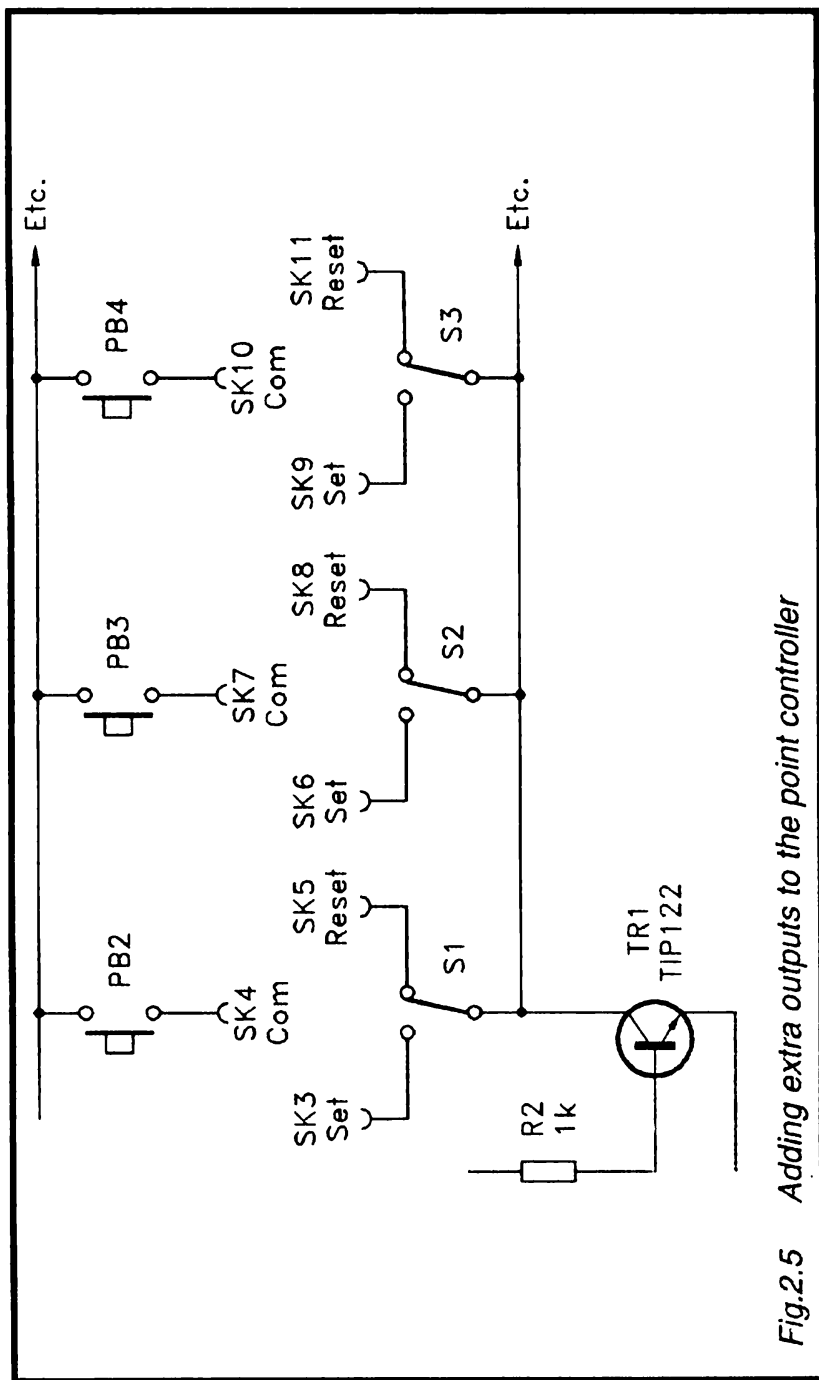 Etc.
PB2
PB3
PB4
SK4
Com
SK7
Com
SK10
Com
SK3
Set
SK5
Reset
SK6
Set
SK8
Reset
SK9
Set
SK11
Reset
S1
S2
S3
Etc.
R2
1k
TR1
TIP122
Fig.2.5 Adding extra outputs to the point controller